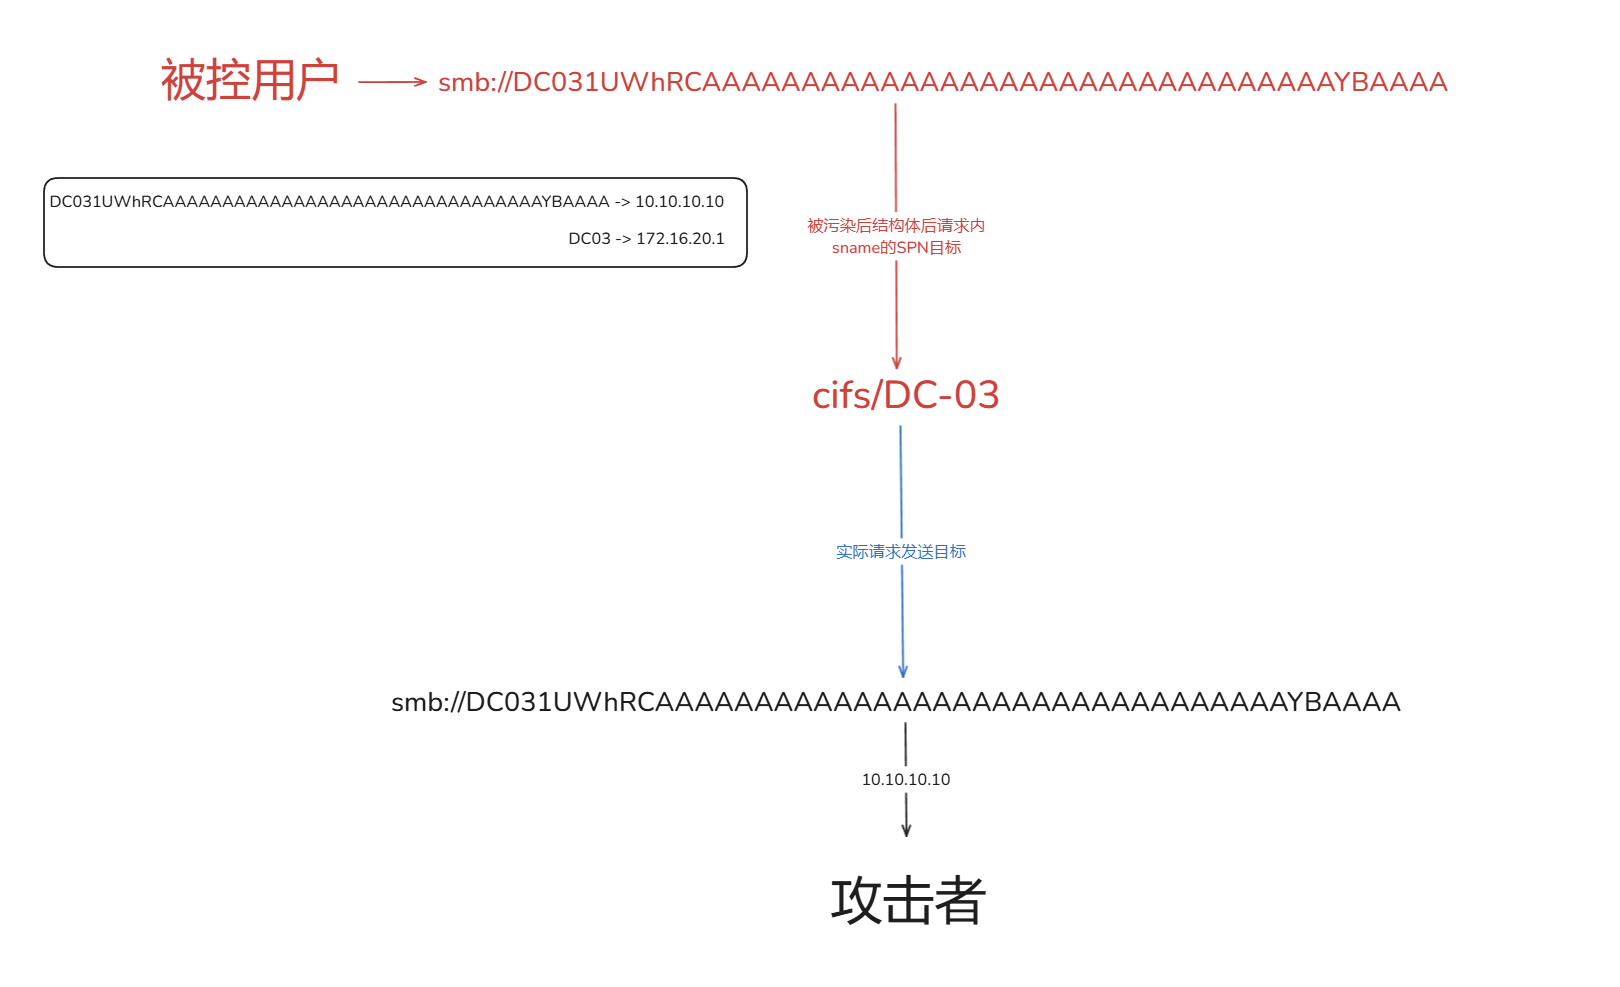 被控用户
smb://DC031UWhRCAAAAAAAAAAAAAAAAAAAAAAAAAAAAAAAAYBAAAA
DC031UWhRCAAAAAAAAAAAAAAAAAAAAAAAAAAAAAAAAYBAAAA -> 10.10.10.10
DC03 -> 172.16.20.1
被污染后结构体后请求内
sname的SPN目标
cifs/DC-03
实际请求发送目标
smb://DC031UWhRCAAAAAAAAAAAAAAAAAAAAAAAAAAAAAAAAYBAAAA
10.10.10.10
攻击者